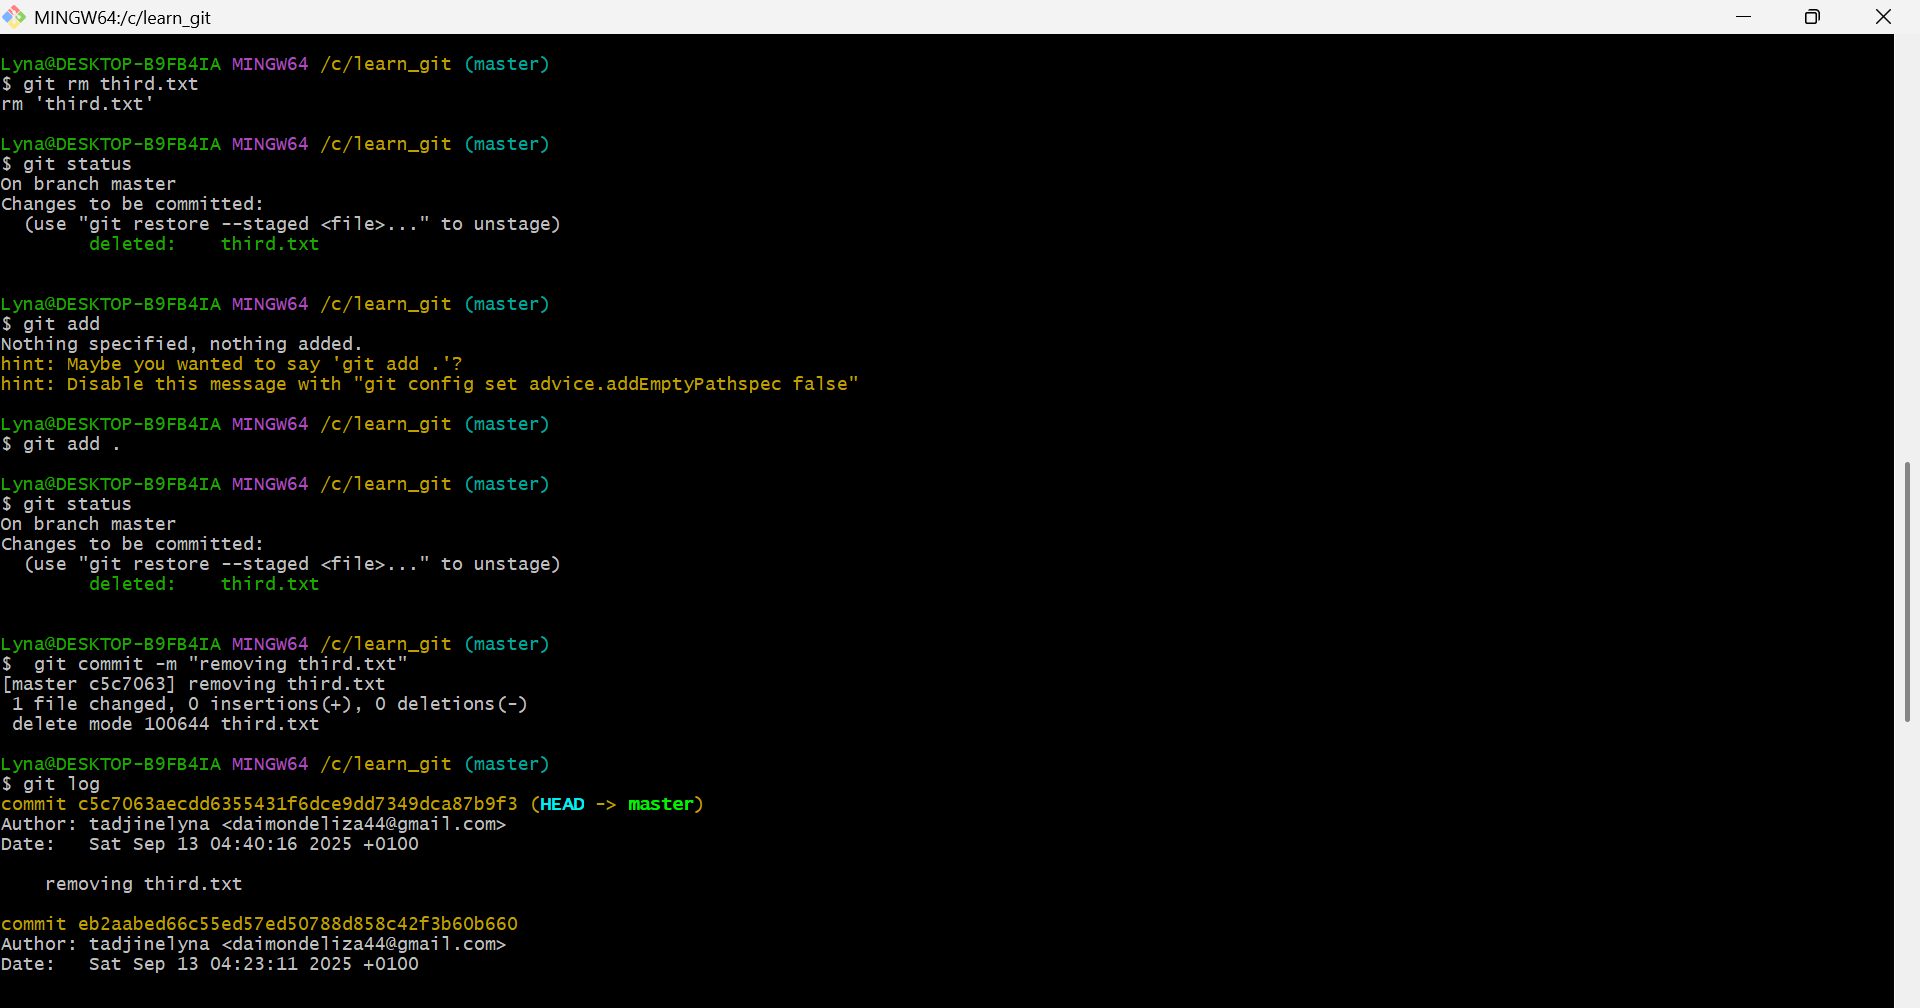 MINGW64:/c/learn_git
Lyna@DESKTOP-B9FB4IA MINGW64 /c/learn_git (master)
$ git rm third.txt
rm 'third.txt'
Lyna@DESKTOP-B9FB4IA MINGW64 /c/learn_git (master)
$ git status
On branch master
Changes to be committed:
  (use "git restore --staged <file>..." to unstage)
        deleted:    third.txt
Lyna@DESKTOP-B9FB4IA MINGW64 /c/learn_git (master)
$ git add
Nothing specified, nothing added.
hint: Maybe you wanted to say 'git add .'?
hint: Disable this message with "git config set advice.addEmptyPathspec false"
Lyna@DESKTOP-B9FB4IA MINGW64 /c/learn_git (master)
$ git add .
Lyna@DESKTOP-B9FB4IA MINGW64 /c/learn_git (master)
$ git status
On branch master
Changes to be committed:
  (use "git restore --staged <file>..." to unstage)
        deleted:    third.txt
Lyna@DESKTOP-B9FB4IA MINGW64 /c/learn_git (master)
$  git commit -m "removing third.txt"
[master c5c7063] removing third.txt
 1 file changed, 0 insertions(+), 0 deletions(-)
 delete mode 100644 third.txt
Lyna@DESKTOP-B9FB4IA MINGW64 /c/learn_git (master)
$ git log
commit c5c7063aecdd6355431f6dce9dd7349dca87b9f3 (HEAD -> master)
Author: tadjinelyna <daimondeliza44@gmail.com>
Date:   Sat Sep 13 04:40:16 2025 +0100
    removing third.txt
commit eb2aabed66c55ed57ed50788d858c42f3b60b660
Author: tadjinelyna <daimondeliza44@gmail.com>
Date:   Sat Sep 13 04:23:11 2025 +0100